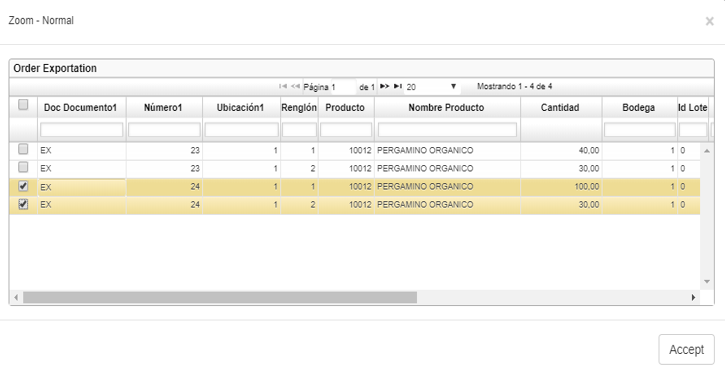 Zoom - Normal ×
Order Exportation
Página 1 de 1 20 Mostrando 1 - 4 de 4
Doc Documento1 Número1 Ubicación1 Renglón Producto Nombre Producto Cantidad Bodega Id Lote
EX 23 1 1 10012 PERGAMINO ORGANICO 40,00 1 0
EX 23 1 2 10012 PERGAMINO ORGANICO 30,00 1 0
EX 24 1 1 10012 PERGAMINO ORGANICO 100,00 1 0
EX 24 1 2 10012 PERGAMINO ORGANICO 30,00 1 0
Accept